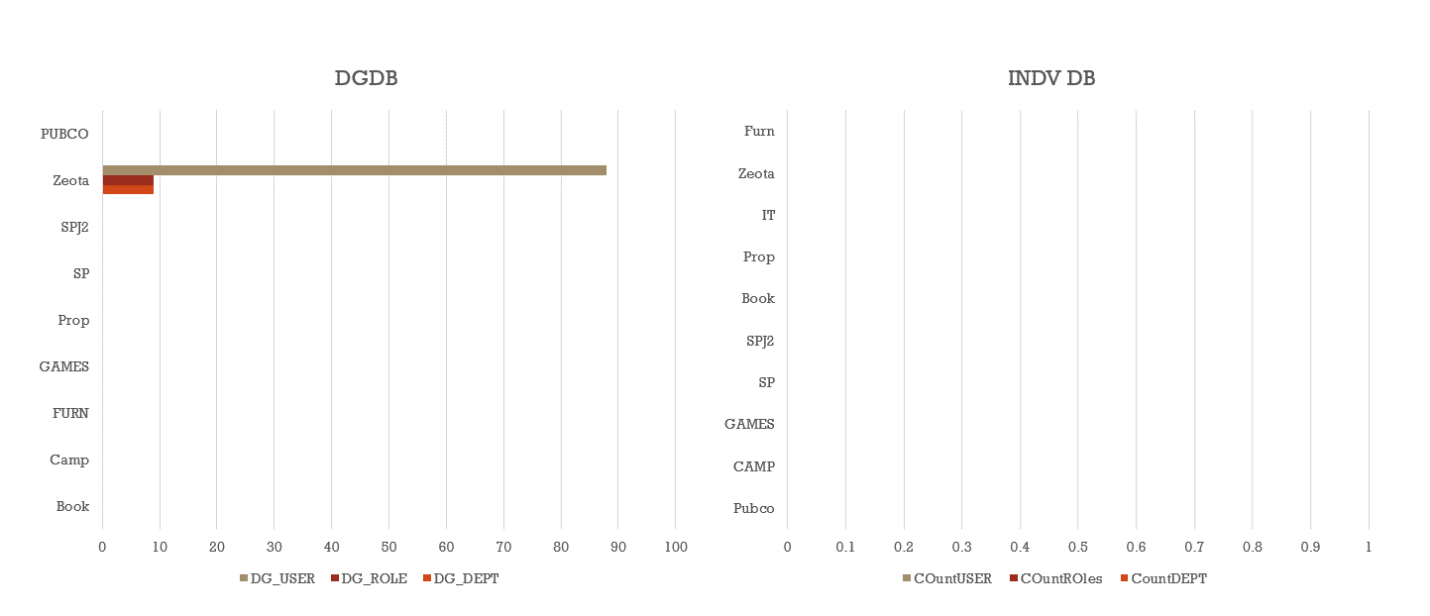 DGDB
PUBCO
Zeota
SPJ2
SP
Prop
GAMES
FURN
Camp
Book
0 10 20 30 40 50 60 70 80 90 100
DG_USER DG_ROLE DG_DEPT
INDV DB
Furn
Zeota
IT
Prop
Book
SPJ2
SP
GAMES
CAMP
Pubco
0 0.1 0.2 0.3 0.4 0.5 0.6 0.7 0.8 0.9 1
COuntUSER COuntROles CountDEPT